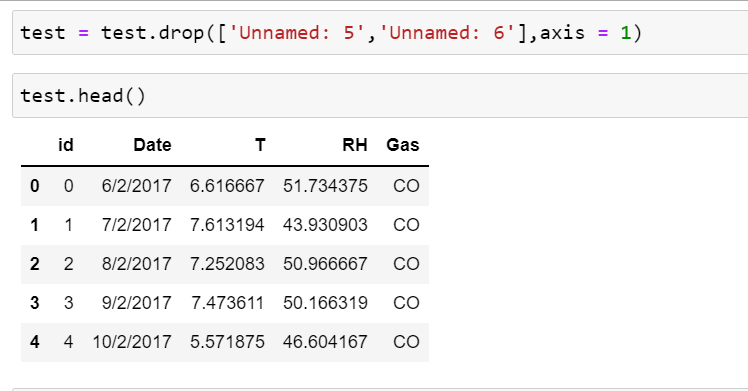 test = test.drop(['Unnamed: 5','Unnamed: 6'],axis = 1)
test.head()
id Date T RH Gas
0 0 6/2/2017 6.616667 51.734375 CO
1 1 7/2/2017 7.613194 43.930903 CO
2 2 8/2/2017 7.252083 50.966667 CO
3 3 9/2/2017 7.473611 50.166319 CO
4 4 10/2/2017 5.571875 46.604167 CO